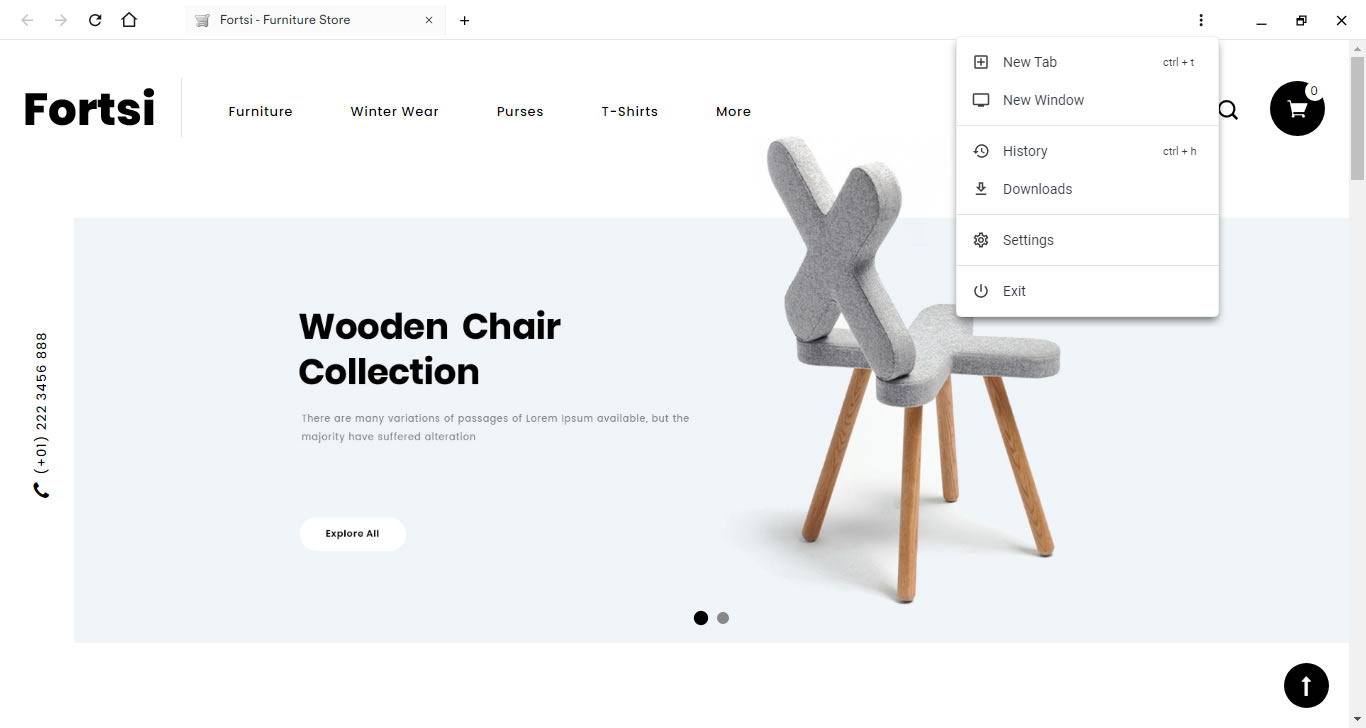 Fortsi - Furniture Store
New Tab
ctrl + t
New Window
History
ctrl + h
Downloads
Settings
Exit
Fortsi
Furniture
Winter Wear
Purses
T-Shirts
More
0
Wooden Chair
Collection
There are many variations of passages of Lorem Ipsum available, but the
majority have suffered alteration
Explore All
(+01) 222 3456 888